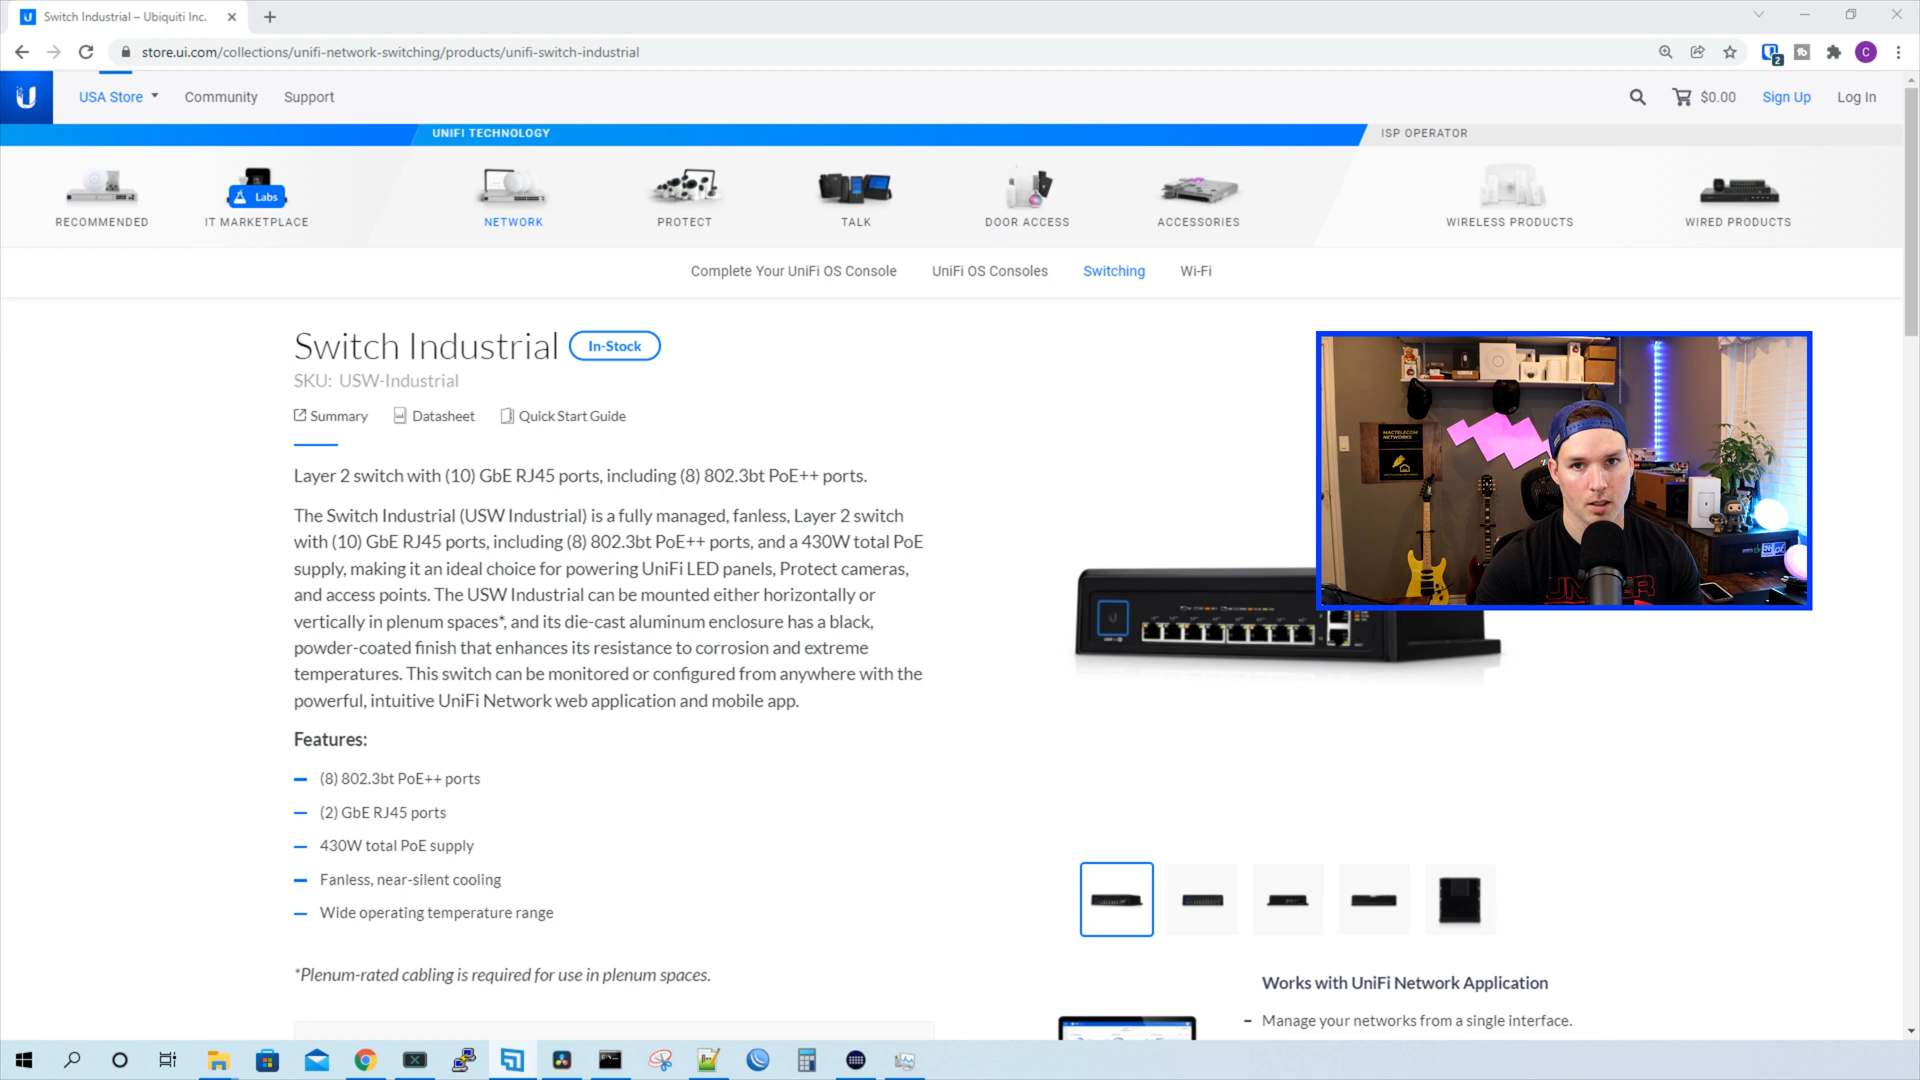 Switch Industrial – Ubiquiti Inc.
store.ui.com/collections/unifi-network-switching/products/unifi-switch-industrial
2
C
USA Store
Community
Support
$0.00
Sign Up
Log In
UNIFI TECHNOLOGY
ISP OPERATOR
Labs
RECOMMENDED
IT MARKETPLACE
NETWORK
PROTECT
TALK
DOOR ACCESS
ACCESSORIES
WIRELESS PRODUCTS
WIRED PRODUCTS
Complete Your UniFi OS Console
UniFi OS Consoles
Switching
Wi-Fi
Switch Industrial
In-Stock
SKU: USW-Industrial
Summary
Datasheet
Quick Start Guide
Layer 2 switch with (10) GbE RJ45 ports, including (8) 802.3bt PoE++ ports.
The Switch Industrial (USW Industrial) is a fully managed, fanless, Layer 2 switch
with (10) GbE RJ45 ports, including (8) 802.3bt PoE++ ports, and a 430W total PoE
supply, making it an ideal choice for powering UniFi LED panels, Protect cameras,
and access points. The USW Industrial can be mounted either horizontally or
vertically in plenum spaces*, and its die-cast aluminum enclosure has a black,
powder-coated finish that enhances its resistance to corrosion and extreme
temperatures. This switch can be monitored or configured from anywhere with the
powerful, intuitive UniFi Network web application and mobile app.
Features:
(8) 802.3bt PoE++ ports
(2) GbE RJ45 ports
430W total PoE supply
Fanless, near-silent cooling
Wide operating temperature range
*Plenum-rated cabling is required for use in plenum spaces.
MACTELECOM
NETWORKS
UNDER
Works with UniFi Network Application
Manage your networks from a single interface.